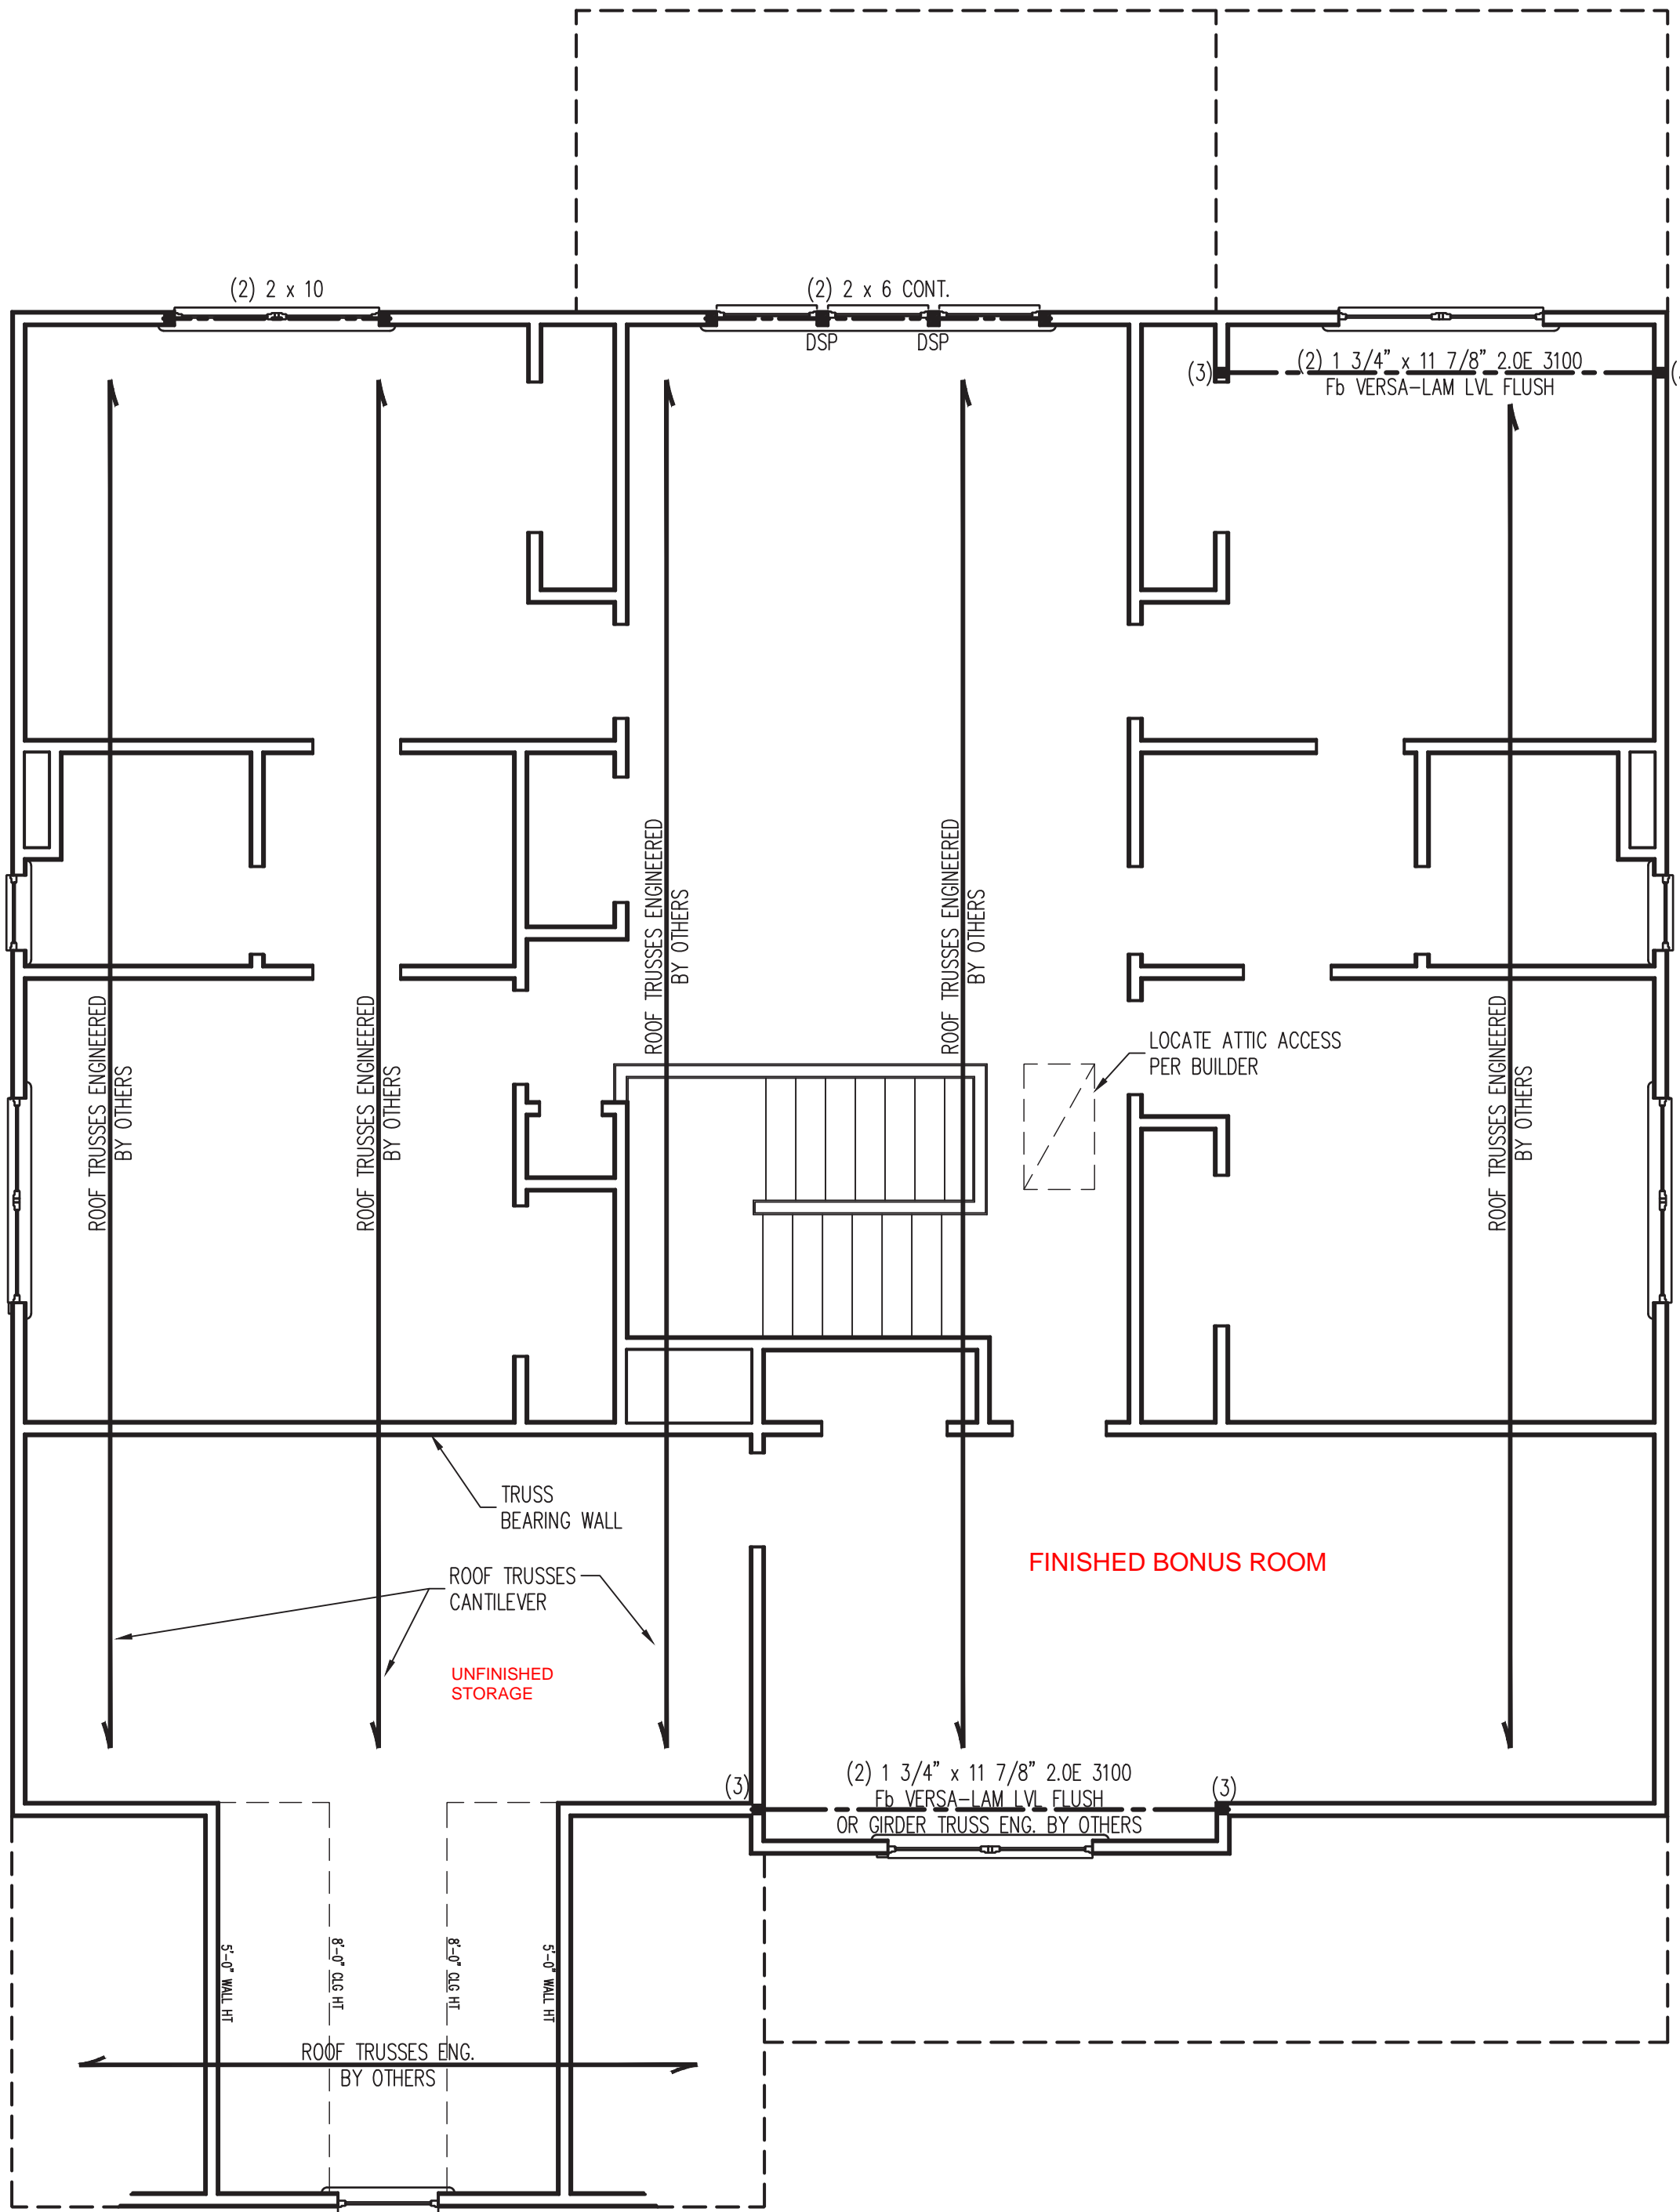 (2) 2 x 10
(2) 2 x 6 CONT.
DSP
DSP
(3)
(2) 1 3/4" x 11 7/8" 2.0E 3100
Fb VERSA-LAM LVL FLUSH
ROOF TRUSSES ENGINEERED
BY OTHERS
ROOF TRUSSES ENGINEERED
BY OTHERS
ROOF TRUSSES ENGINEERED
BY OTHERS
ROOF TRUSSES ENGINEERED
BY OTHERS
ROOF TRUSSES ENGINEERED
BY OTHERS
LOCATE ATTIC ACCESS
PER BUILDER
TRUSS
BEARING WALL
ROOF TRUSSES
CANTILEVER
FINISHED BONUS ROOM
UNFINISHED
STORAGE
(3)
(2) 1 3/4" x 11 7/8" 2.0E 3100
Fb VERSA-LAM LVL FLUSH
OR GIRDER TRUSS ENG. BY OTHERS
(3)
5'-0" WALL HT
8'-0" CLG HT
8'-0" CLG HT
5'-0" WALL HT
ROOF TRUSSES ENG.
BY OTHERS